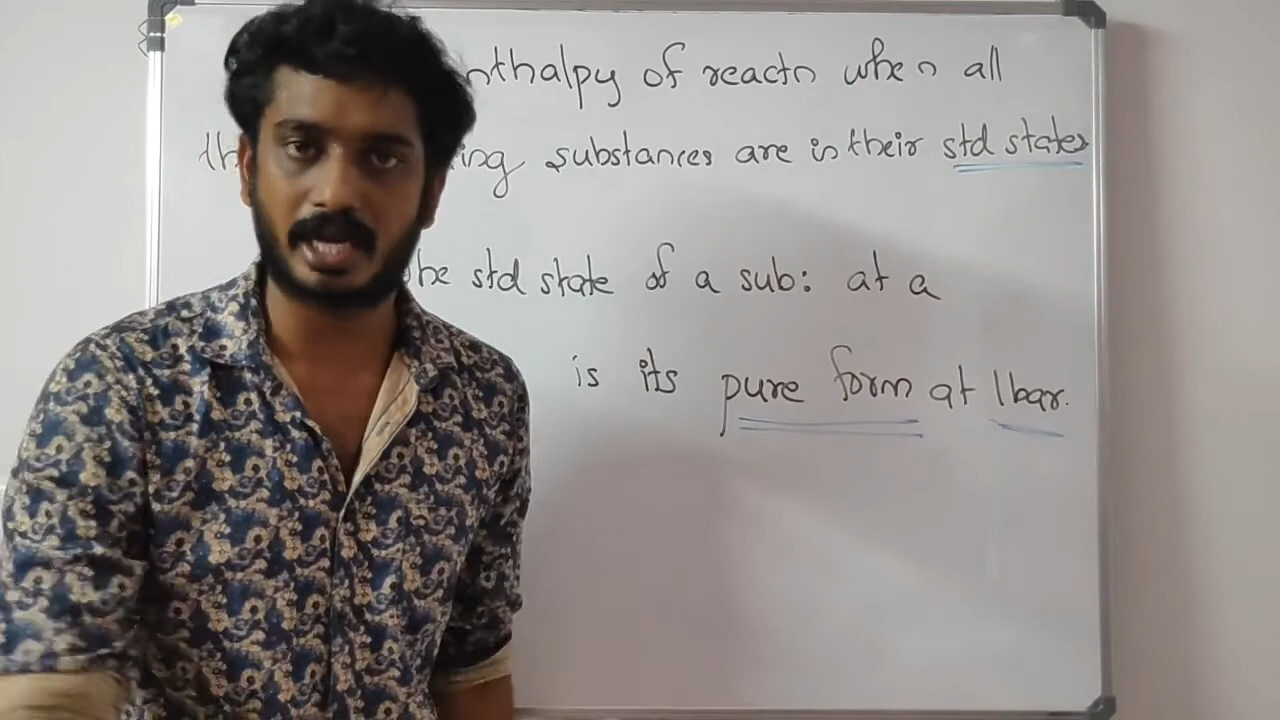 nthalpy of reactn when all
th ing substances are in their std states
he std state of a sub: at a
is its pure form at 1bar.